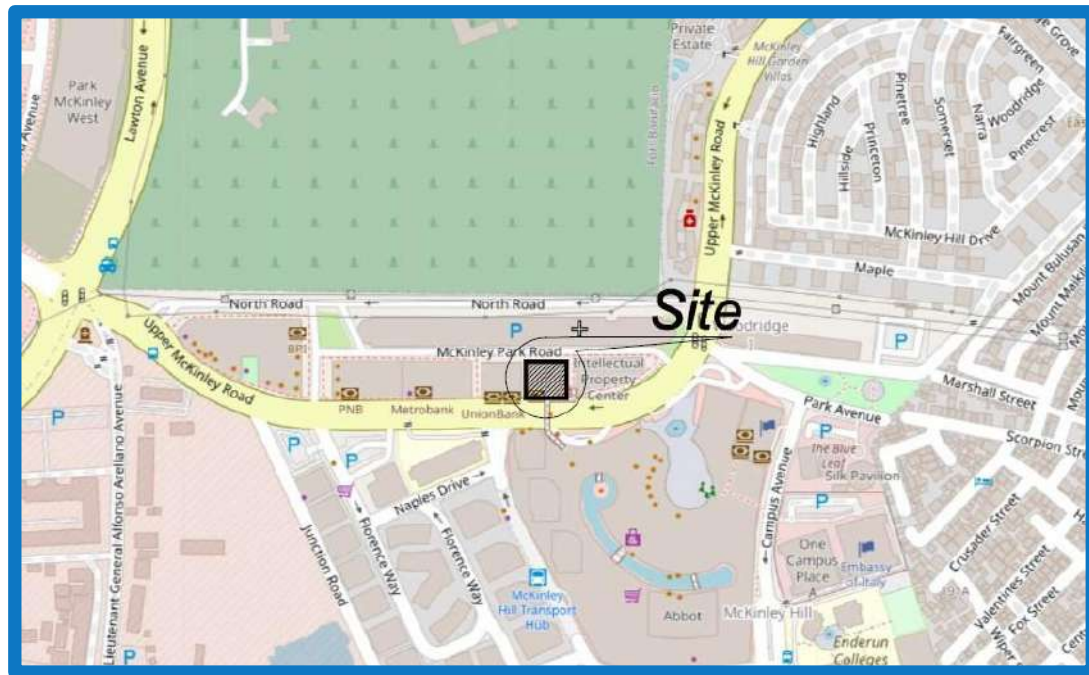 Park
McKinley
West
Lawton Avenue
Avenue
Private
Estate
McKinley
Hill Garden
Villas
Fort Bonifacio
Upper McKinley Road
Highland
Hillside
Princeton
Pinetree
Somerset
Narra
Woodridge
Fairgreen
Pinecrest
Grove
McKinley Hill Drive
Maple
Mount Bulusan
North Road
North Road
Site
Upper McKinley Road
BPI
McKinley Park Road
Intellectual
Property
Center
PNB
Metrobank
UnionBank
P
P
P
P
P
P
P
P
Park Avenue
Marshall Street
Scorpion
The Blue
Leaf
Silk Pavilion
Naples Drive
Florence Way
Florence Way
Junction Road
Lieutenant General Alfonso Arellano Avenue
McKinley
Hill Transport
Hub
Campus Avenue
One
Campus
Place
A
Embassy
of Italy
Abbot
McKinley Hill
Enderun
Colleges
Crusader Street
Valentines Street
Fox Street
Wiper